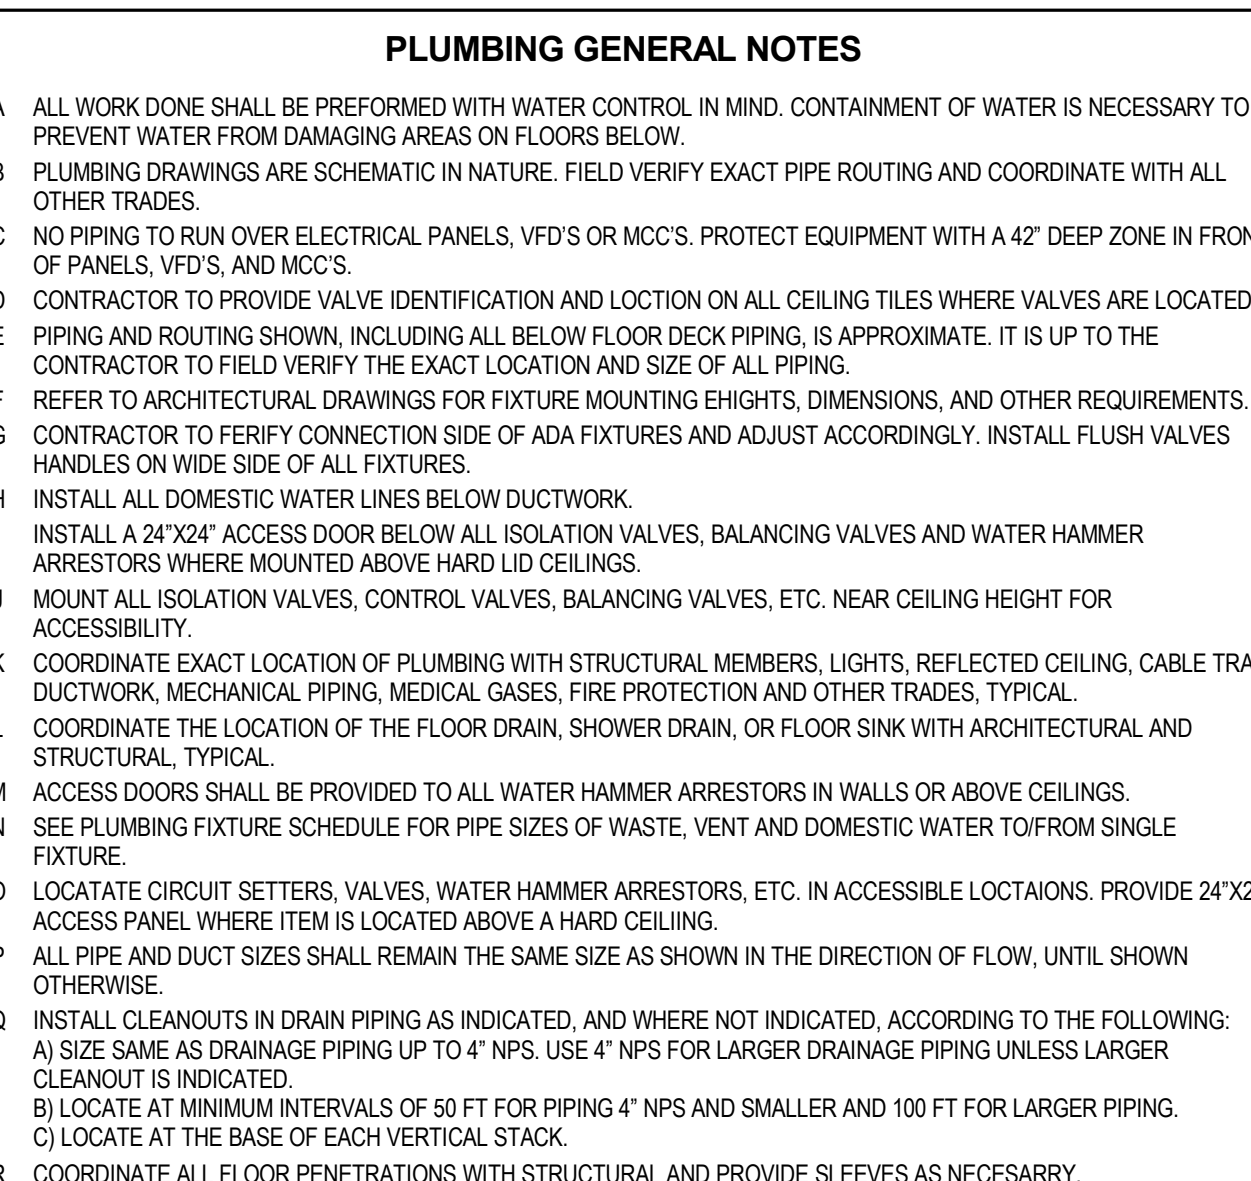 PLUMBING GENERAL NOTES
A ALL WORK DONE SHALL BE PREFORMED WITH WATER CONTROL IN MIND. CONTAINMENT OF WATER IS NECESSARY TO
PREVENT WATER FROM DAMAGING AREAS ON FLOORS BELOW.
B PLUMBING DRAWINGS ARE SCHEMATIC IN NATURE. FIELD VERIFY EXACT PIPE ROUTING AND COORDINATE WITH ALL
OTHER TRADES.
C NO PIPING TO RUN OVER ELECTRICAL PANELS, VFD'S OR MCC'S. PROTECT EQUIPMENT WITH A 42” DEEP ZONE IN FRON
OF PANELS, VFD'S, AND MCC'S.
D CONTRACTOR TO PROVIDE VALVE IDENTIFICATION AND LOCTION ON ALL CEILING TILES WHERE VALVES ARE LOCATED
E PIPING AND ROUTING SHOWN, INCLUDING ALL BELOW FLOOR DECK PIPING, IS APPROXIMATE. IT IS UP TO THE
CONTRACTOR TO FIELD VERIFY THE EXACT LOCATION AND SIZE OF ALL PIPING.
F REFER TO ARCHITECTURAL DRAWINGS FOR FIXTURE MOUNTING EHIGHTS, DIMENSIONS, AND OTHER REQUIREMENTS.
G CONTRACTOR TO FERIFY CONNECTION SIDE OF ADA FIXTURES AND ADJUST ACCORDINGLY. INSTALL FLUSH VALVES
HANDLES ON WIDE SIDE OF ALL FIXTURES.
H INSTALL ALL DOMESTIC WATER LINES BELOW DUCTWORK.
INSTALL A 24”X24” ACCESS DOOR BELOW ALL ISOLATION VALVES, BALANCING VALVES AND WATER HAMMER
ARRESTORS WHERE MOUNTED ABOVE HARD LID CEILINGS.
J MOUNT ALL ISOLATION VALVES, CONTROL VALVES, BALANCING VALVES, ETC. NEAR CEILING HEIGHT FOR
ACCESSIBILITY.
K COORDINATE EXACT LOCATION OF PLUMBING WITH STRUCTURAL MEMBERS, LIGHTS, REFLECTED CEILING, CABLE TRA
DUCTWORK, MECHANICAL PIPING, MEDICAL GASES, FIRE PROTECTION AND OTHER TRADES, TYPICAL.
L COORDINATE THE LOCATION OF THE FLOOR DRAIN, SHOWER DRAIN, OR FLOOR SINK WITH ARCHITECTURAL AND
STRUCTURAL, TYPICAL.
M ACCESS DOORS SHALL BE PROVIDED TO ALL WATER HAMMER ARRESTORS IN WALLS OR ABOVE CEILINGS.
N SEE PLUMBING FIXTURE SCHEDULE FOR PIPE SIZES OF WASTE, VENT AND DOMESTIC WATER TO/FROM SINGLE
FIXTURE.
O LOCATATE CIRCUIT SETTERS, VALVES, WATER HAMMER ARRESTORS, ETC. IN ACCESSIBLE LOCTAIONS. PROVIDE 24”X2
ACCESS PANEL WHERE ITEM IS LOCATED ABOVE A HARD CEILIING.
P ALL PIPE AND DUCT SIZES SHALL REMAIN THE SAME SIZE AS SHOWN IN THE DIRECTION OF FLOW, UNTIL SHOWN
OTHERWISE.
Q INSTALL CLEANOUTS IN DRAIN PIPING AS INDICATED, AND WHERE NOT INDICATED, ACCORDING TO THE FOLLOWING:
A) SIZE SAME AS DRAINAGE PIPING UP TO 4” NPS. USE 4” NPS FOR LARGER DRAINAGE PIPING UNLESS LARGER
CLEANOUT IS INDICATED.
B) LOCATE AT MINIMUM INTERVALS OF 50 FT FOR PIPING 4” NPS AND SMALLER AND 100 FT FOR LARGER PIPING.
C) LOCATE AT THE BASE OF EACH VERTICAL STACK.
R COORDINATE ALL FLOOR PENETRATIONS WITH STRUCTURAL AND PROVIDE SLEEVES AS NECESARRY.